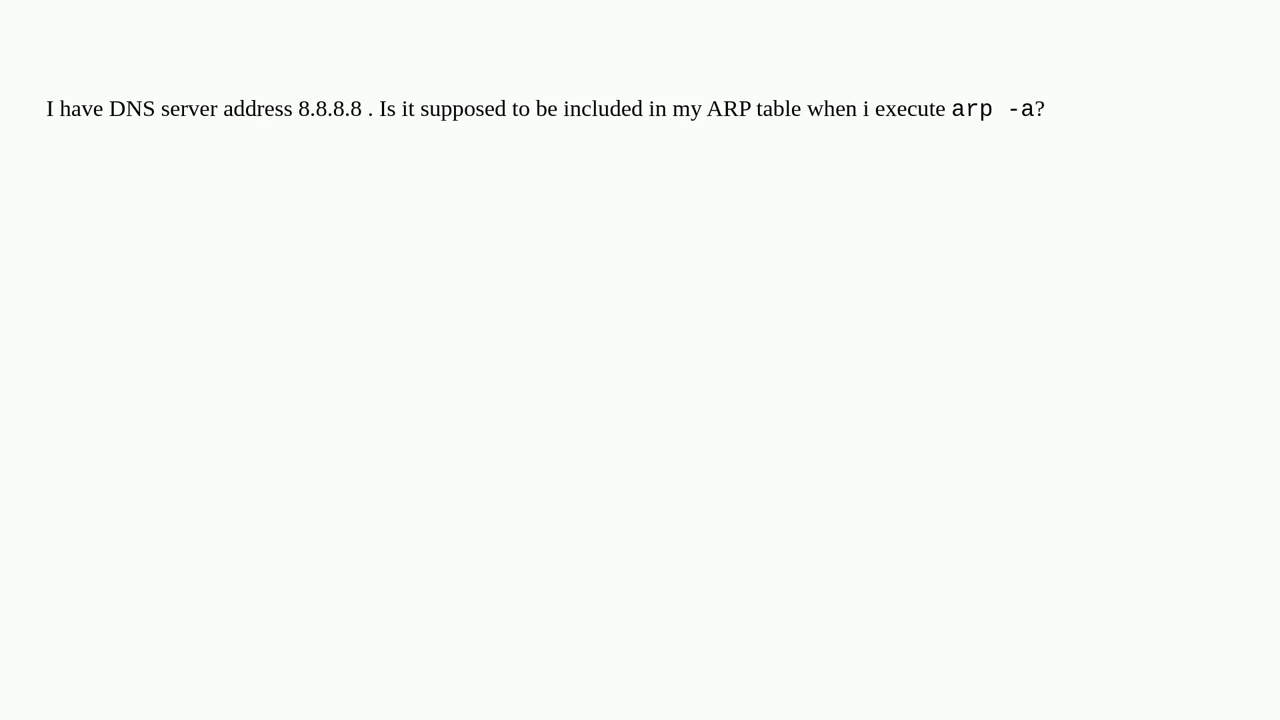 I have DNS server address 8.8.8.8 . Is it supposed to be included in my ARP table when i execute arp -a?